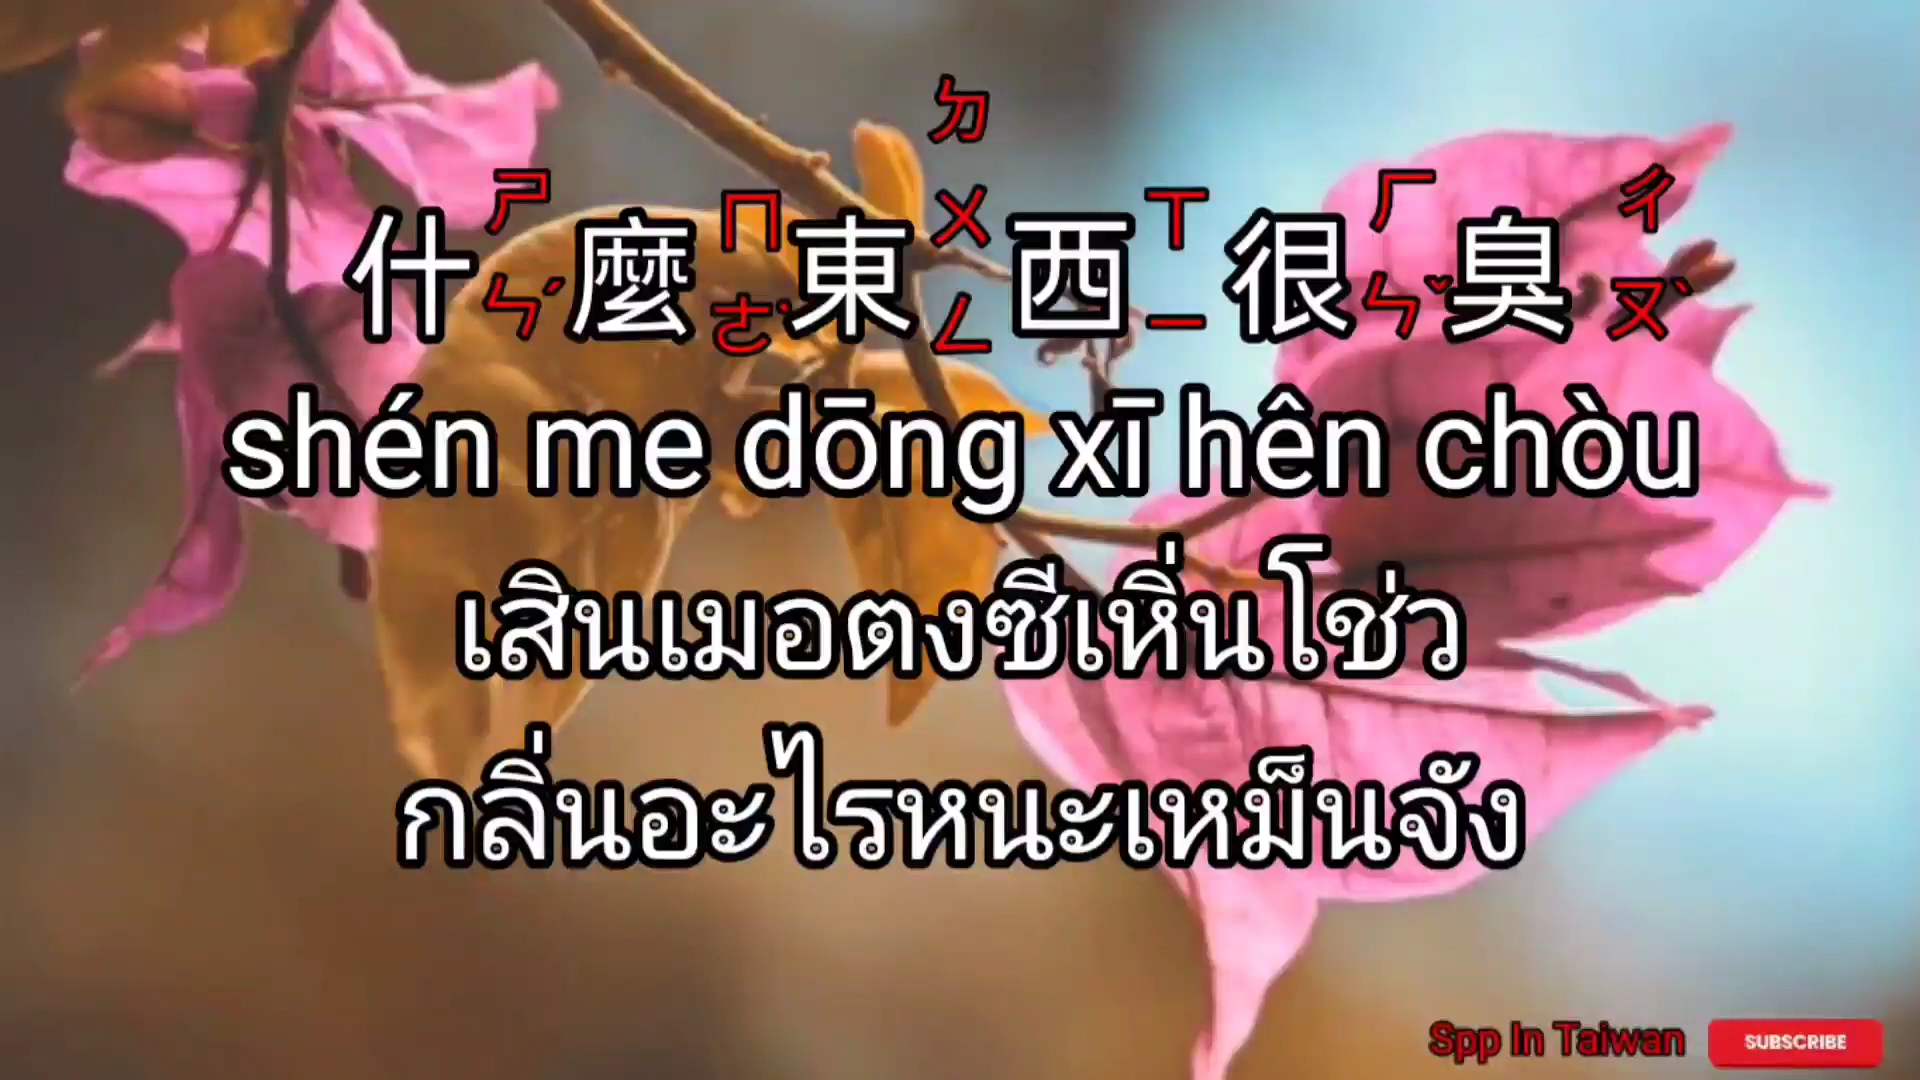 什麼東西很臭
ㄕㄣˊ ㄇㄜ˙ ㄉㄨㄥ ㄒㄧ ㄏㄣˇ ㄔㄡˋ
shén me dōng xī hên chòu
เสินเมอตงซีเหิ่นโช่ว
กลิ่นอะไรหนะเหม็นจัง
Spp In Taiwan
SUBSCRIBE